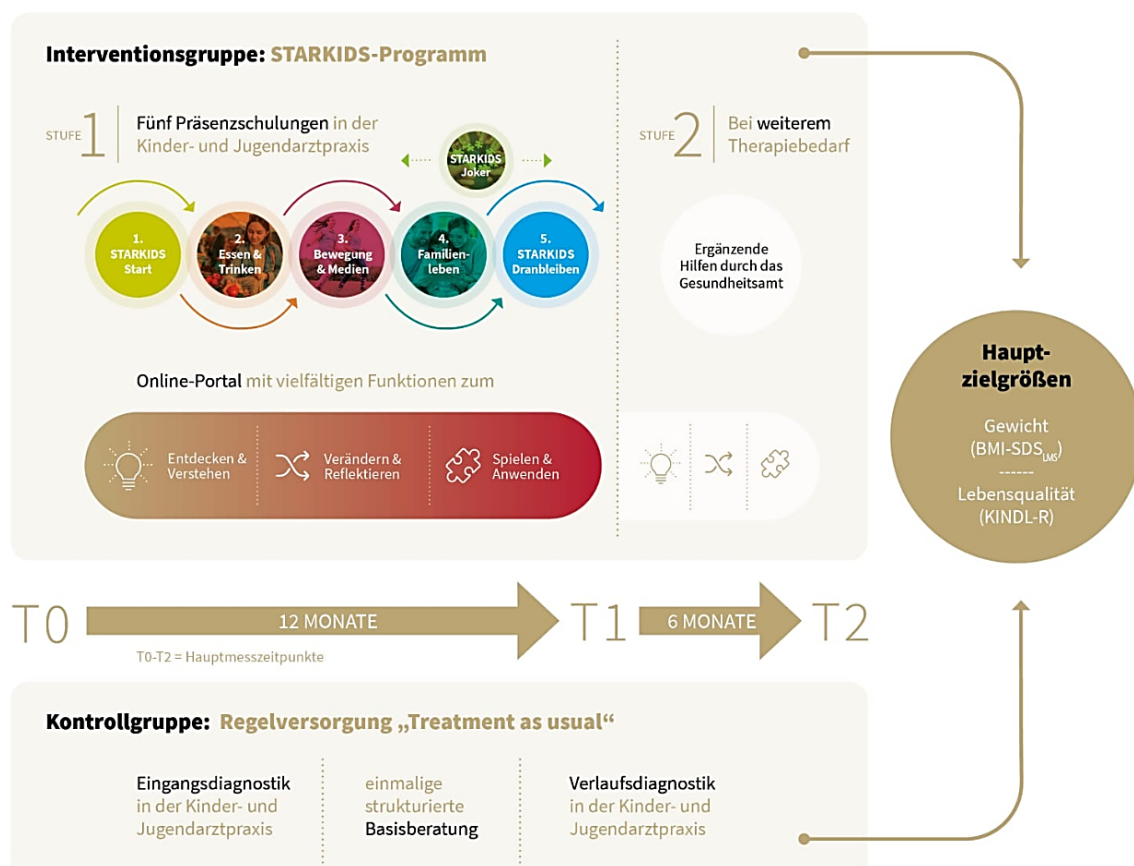 Interventionsgruppe: STARKIDS-Programm
STUFE 1
Fünf Präsenzschulungen in der
Kinder- und Jugendarztpraxis
STARKIDS
Joker
1.
STARKIDS
Start
2.
Essen &
Trinken
3.
Bewegung
& Medien
4.
Familien-
leben
5.
STARKIDS
Dranbleiben
STUFE 2
Bei weiterem
Therapiebedarf
Ergänzende
Hilfen durch das
Gesundheitsamt
Online-Portal mit vielfältigen Funktionen zum
Entdecken &
Verstehen
Verändern &
Reflektieren
Spielen &
Anwenden
Haupt-
zielgrößen
Gewicht
(BMI-SDS LMS)
------
Lebensqualität
(KINDL-R)
T0
12 MONATE
T1
6 MONATE
T2
T0-T2 = Hauptmesszeitpunkte
Kontrollgruppe: Regelversorgung „Treatment as usual“
Eingangsdiagnostik
in der Kinder- und
Jugendarztpraxis
einmalige
strukturierte
Basisberatung
Verlaufsdiagnostik
in der Kinder- und
Jugendarztpraxis